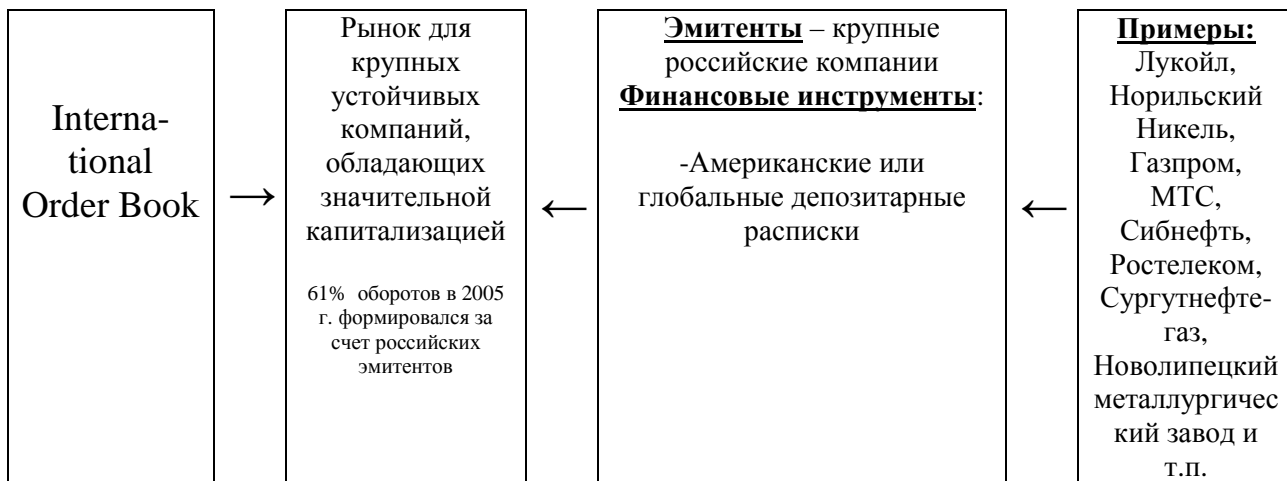 Interna-
tional
Order Book
→
Рынок для
крупных
устойчивых
компаний,
обладающих
значительной
капитализацией
61% оборотов в 2005
г. формировался за
счет российских
эмитентов
←
Эмитенты – крупные
российские компании
Финансовые инструменты:
-Американские или
глобальные депозитарные
расписки
←
Примеры:
Лукойл,
Норильский
Никель,
Газпром,
МТС,
Сибнефть,
Ростелеком,
Сургутнефте-
газ,
Новолипецкий
металлургичес
кий завод и
т.п.